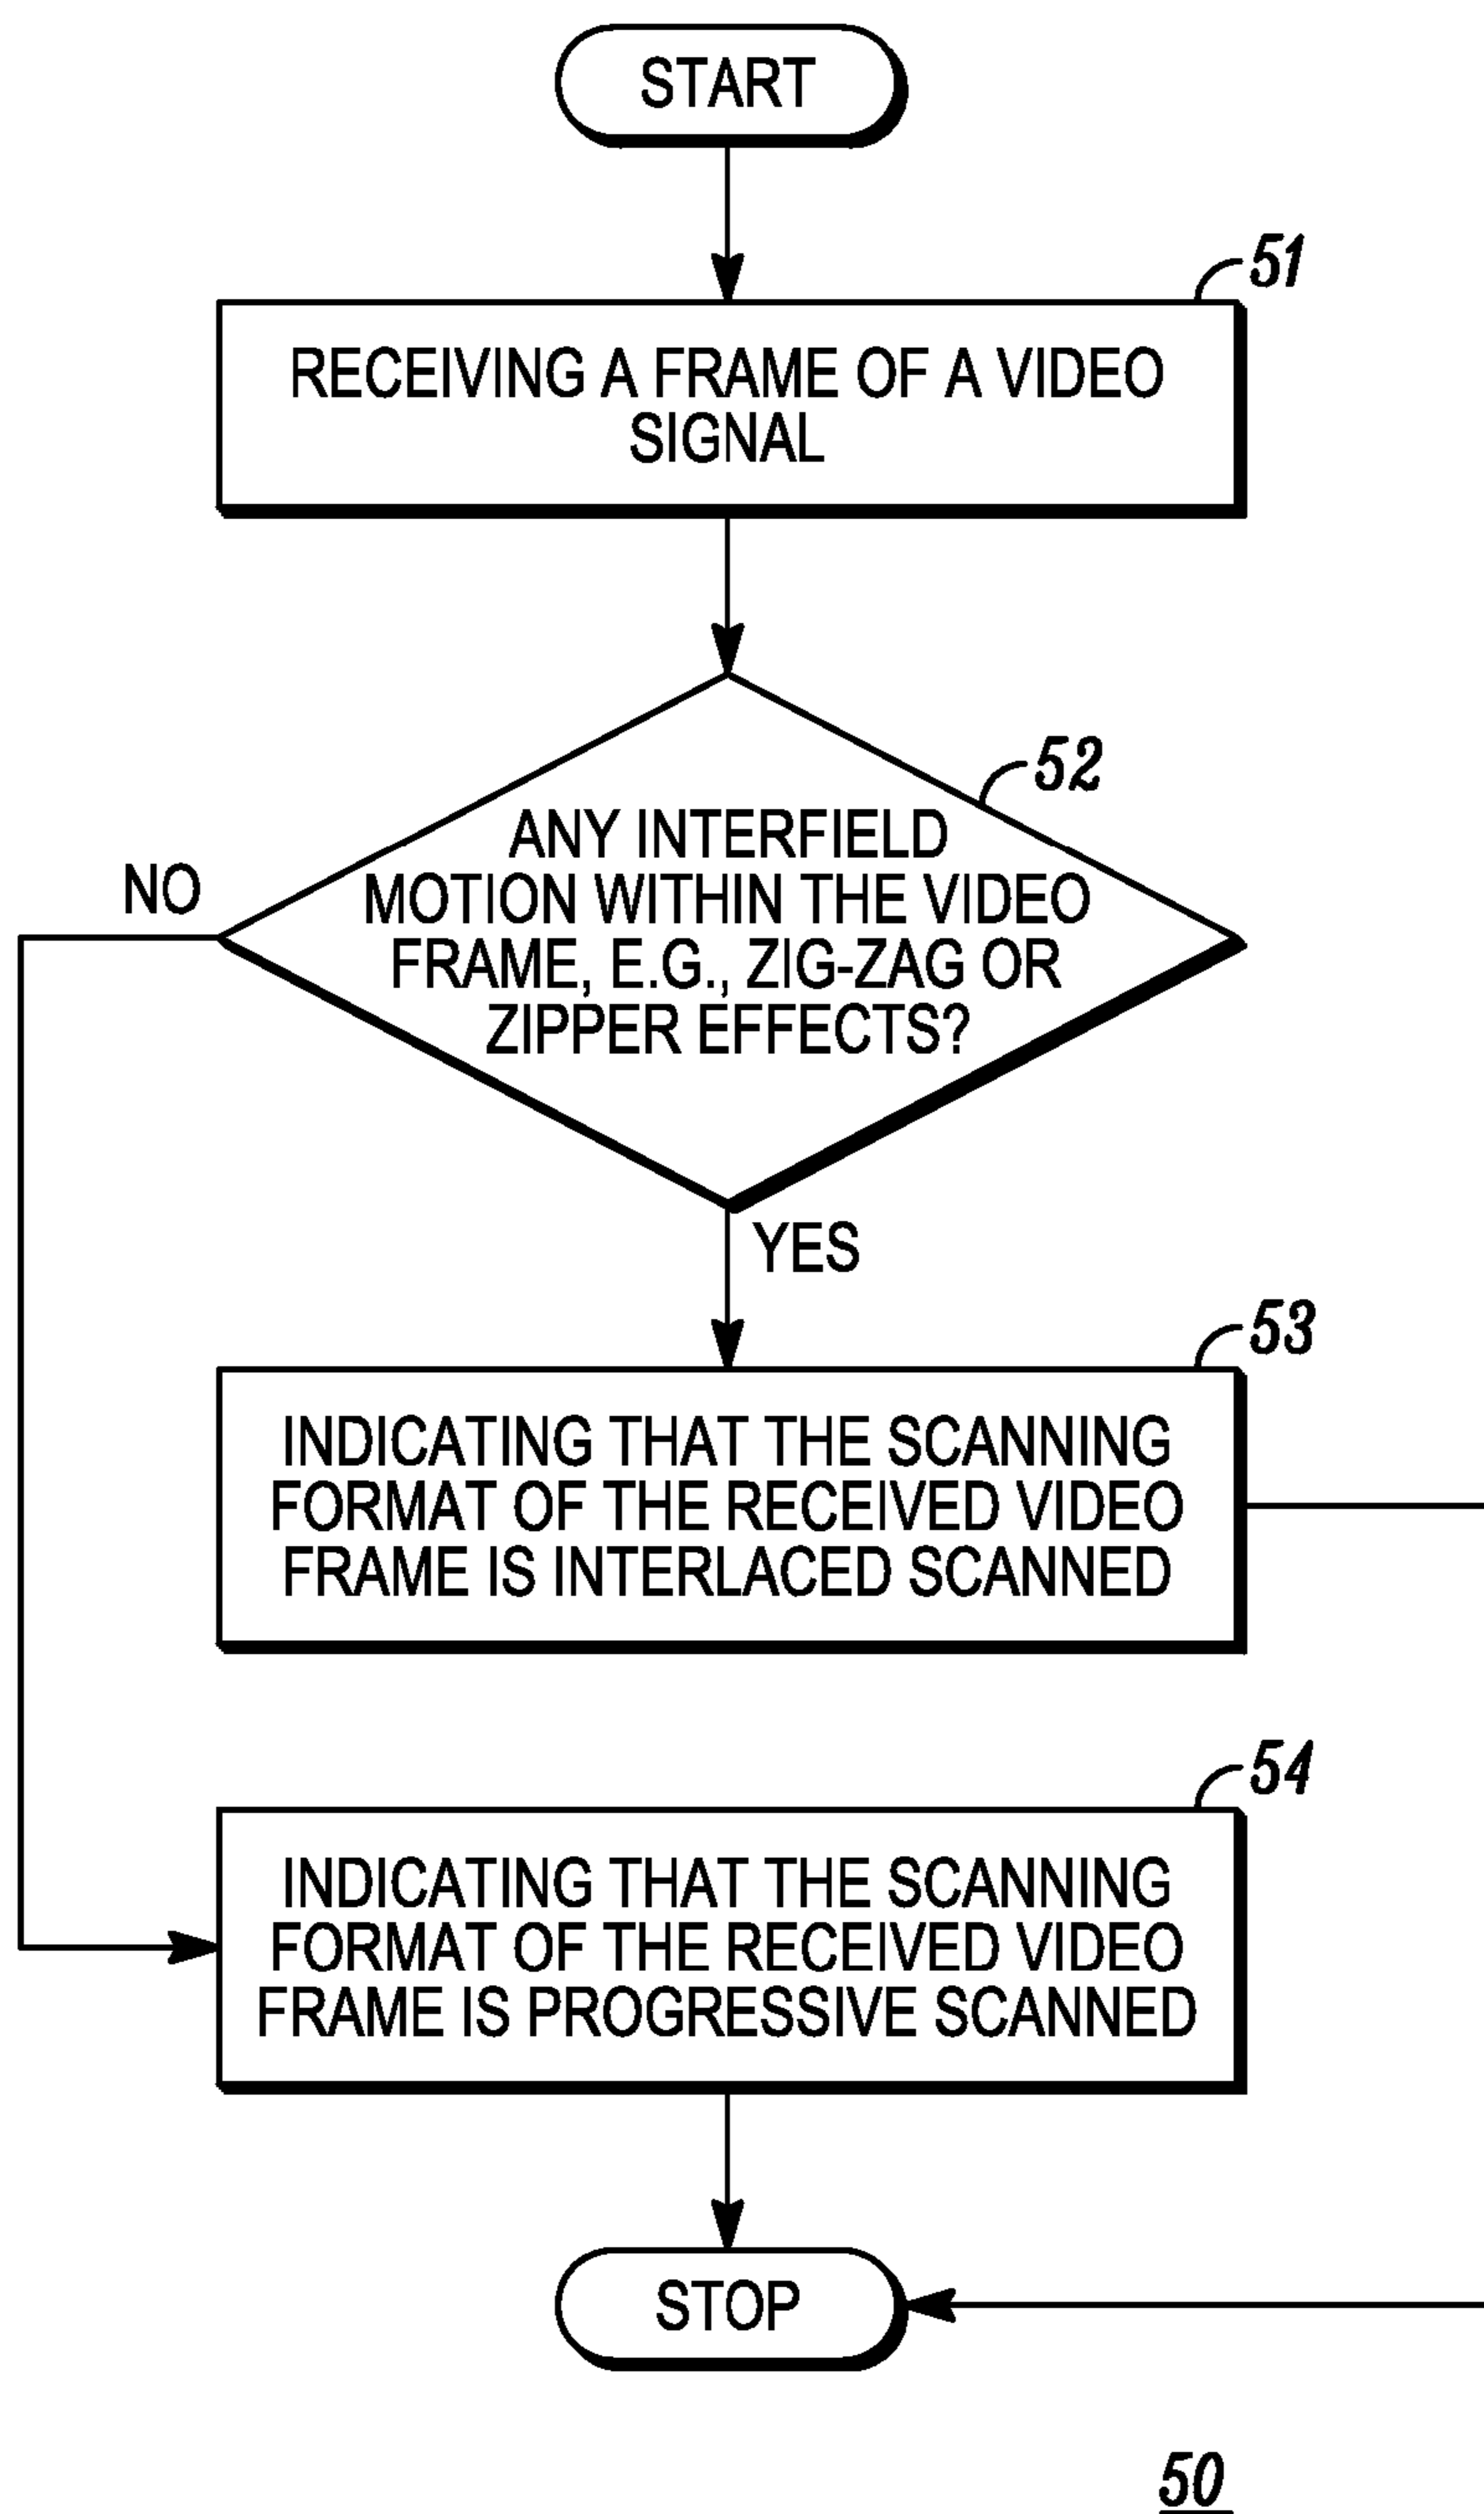 START
51
RECEIVING A FRAME OF A VIDEO
SIGNAL
52
ANY INTERFIELD
MOTION WITHIN THE VIDEO
FRAME, E.G., ZIG-ZAG OR
ZIPPER EFFECTS?
NO
YES
53
INDICATING THAT THE SCANNING
FORMAT OF THE RECEIVED VIDEO
FRAME IS INTERLACED SCANNED
54
INDICATING THAT THE SCANNING
FORMAT OF THE RECEIVED VIDEO
FRAME IS PROGRESSIVE SCANNED
STOP
50